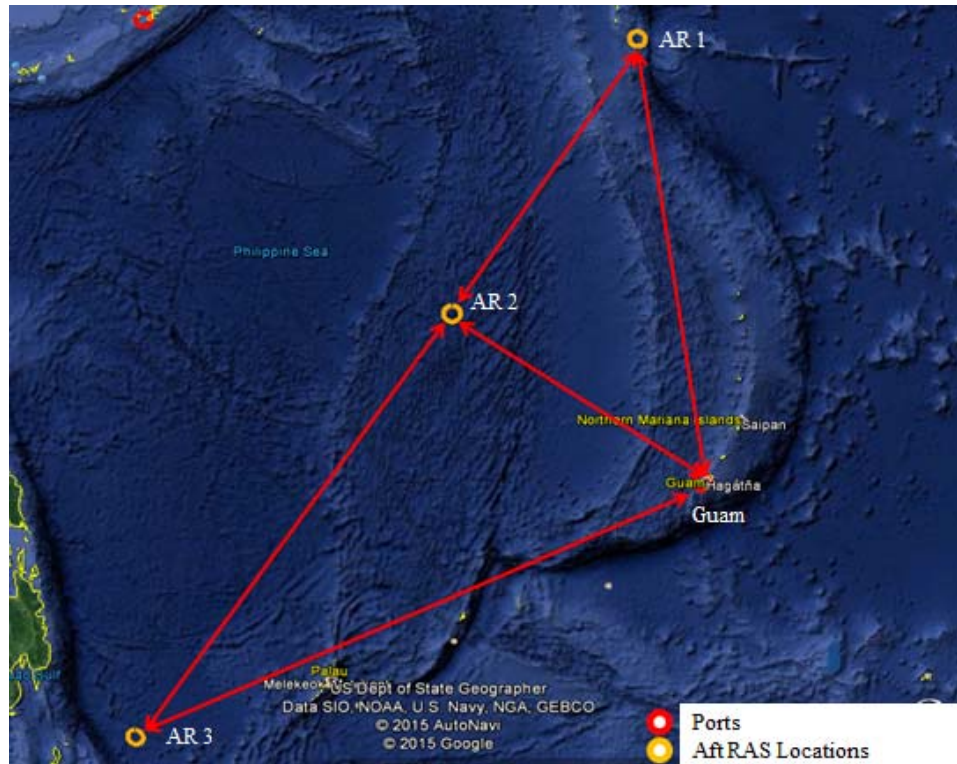 AR 1
Philippine Sea
AR 2
Northern Mariana Islands
Saipan
Guam
Hagåtña
Guam
Palau
US Dept of State Geographer
Data SIO, NOAA, U.S. Navy, NGA, GEBCO
© 2015 AutoNavi
© 2015 Google
AR 3
Ports
Aft RAS Locations